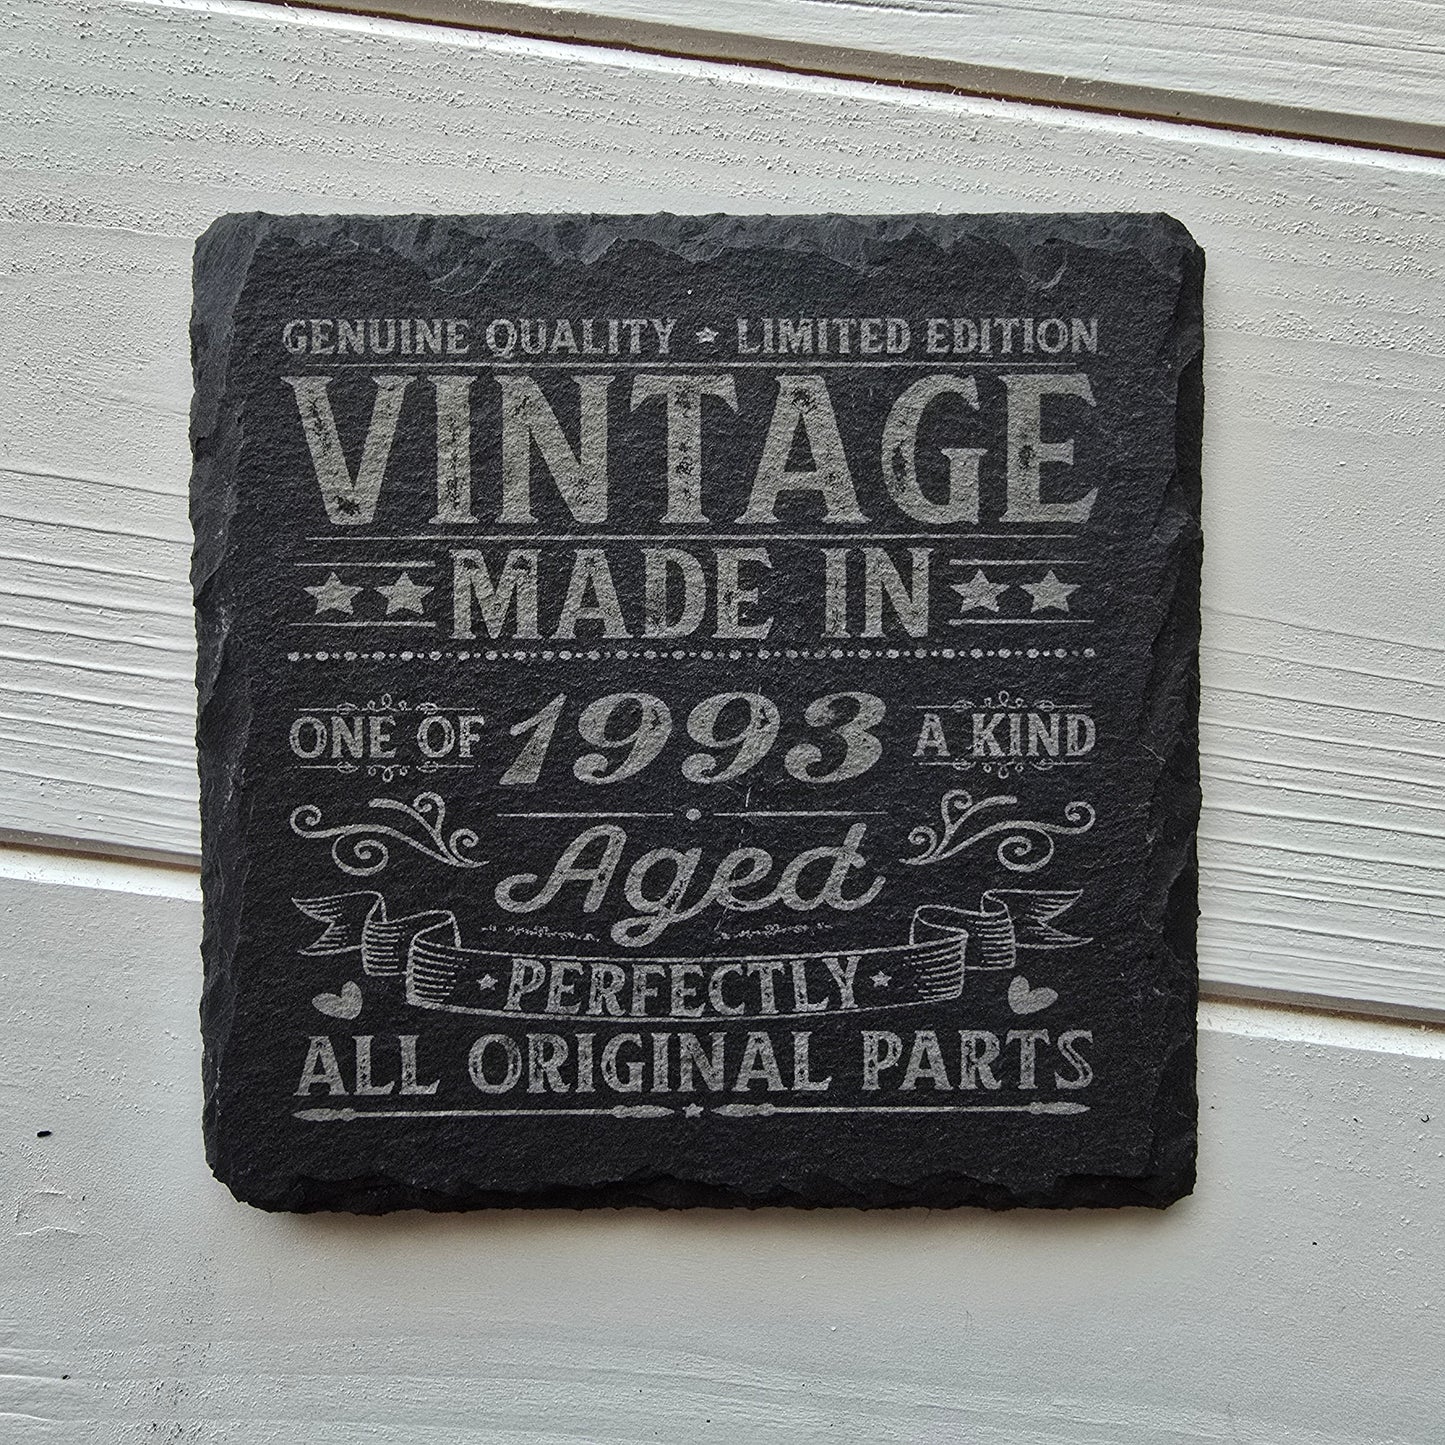 GENUINE QUALITY ★ LIMITED EDITION
VINTAGE
★★ MADE IN ★★
ONE OF 1993 A KIND
Aged
★ PERFECTLY ★
ALL ORIGINAL PARTS